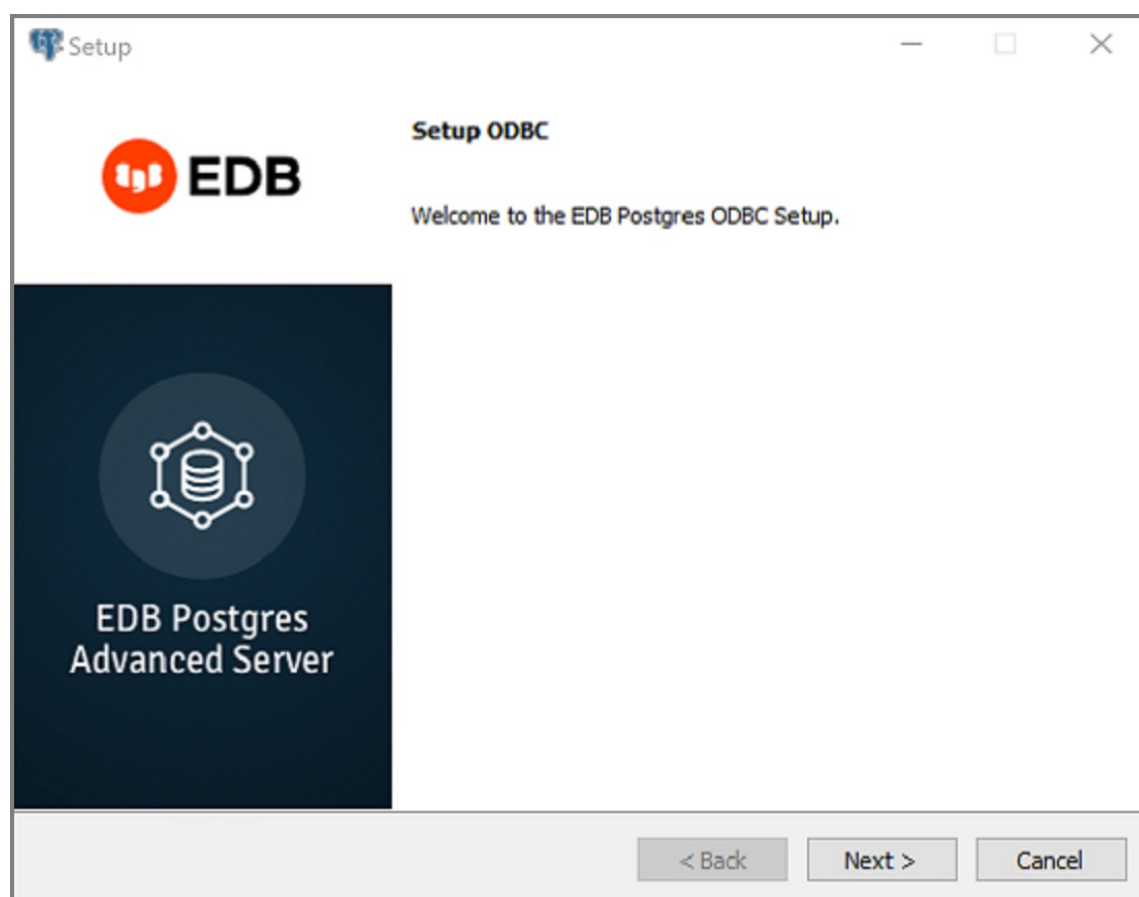 Setup
EDB
Setup ODBC
Welcome to the EDB Postgres ODBC Setup.
EDB Postgres
Advanced Server
< Back
Next >
Cancel